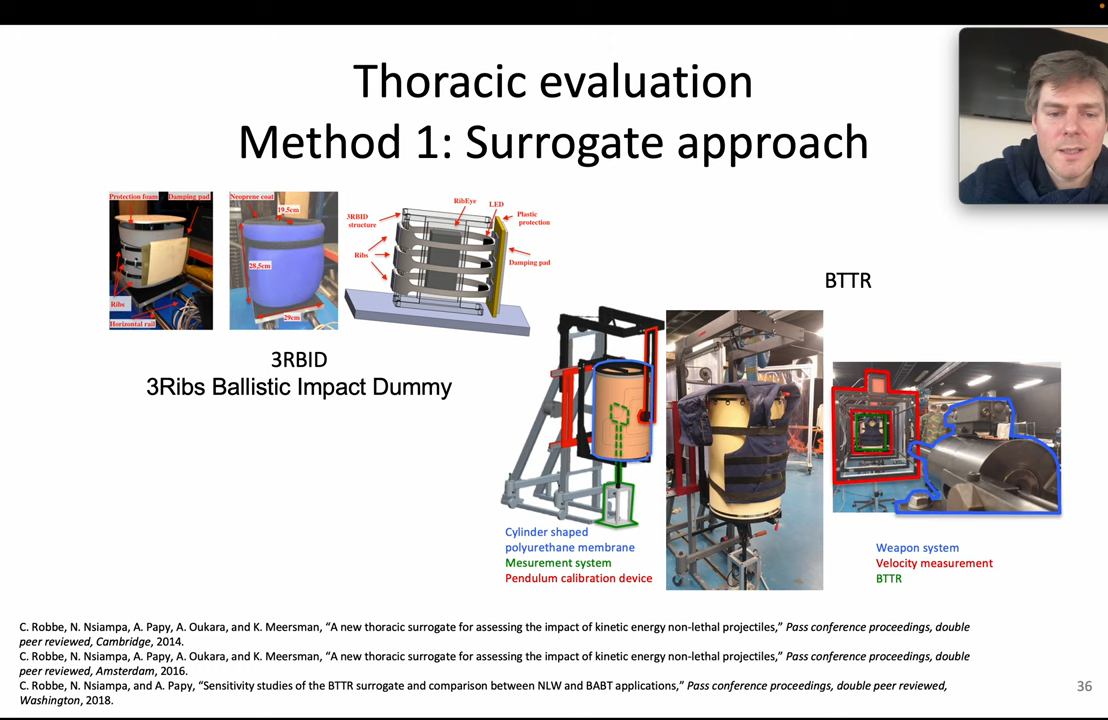 Thoracic evaluation
Method 1: Surrogate approach
Protection foam
Damping pad
Ribs
Horizontal rail
Neoprene coat
19.5cm
28.5cm
29cm
3RBID
structure
RibEye
LED
Plastic
protection
Ribs
Damping pad
3RBID
3Ribs Ballistic Impact Dummy
BTTR
Cylinder shaped
polyurethane membrane
Mesurement system
Pendulum calibration device
Weapon system
Velocity measurement
BTTR
C. Robbe, N. Nsiampa, A. Papy, A. Oukara, and K. Meersman, “A new thoracic surrogate for assessing the impact of kinetic energy non-lethal projectiles,” Pass conference proceedings, double
peer reviewed, Cambridge, 2014.
C. Robbe, N. Nsiampa, A. Papy, A. Oukara, and K. Meersman, “A new thoracic surrogate for assessing the impact of kinetic energy non-lethal projectiles,” Pass conference proceedings, double
peer reviewed, Amsterdam, 2016.
C. Robbe, N. Nsiampa, and A. Papy, “Sensitivity studies of the BTTR surrogate and comparison between NLW and BABT applications,” Pass conference proceedings, double peer reviewed,
Washington, 2018.
36